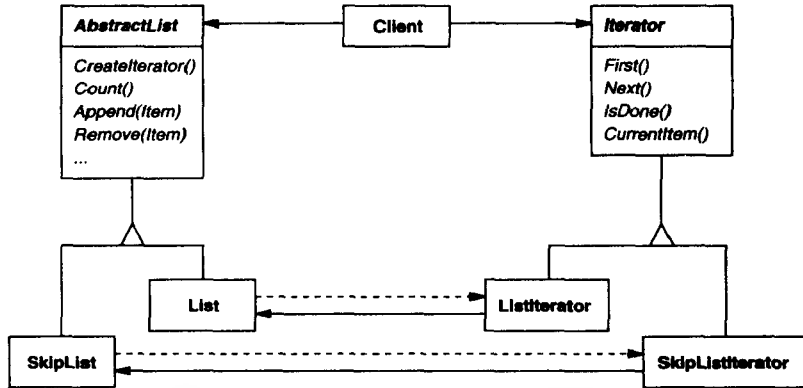 AbstractList
CreateIterator()
Count()
Append(Item)
Remove(Item)
...
Client
Iterator
First()
Next()
IsDone()
CurrentItem()
List
ListIterator
SkipList
SkipListIterator